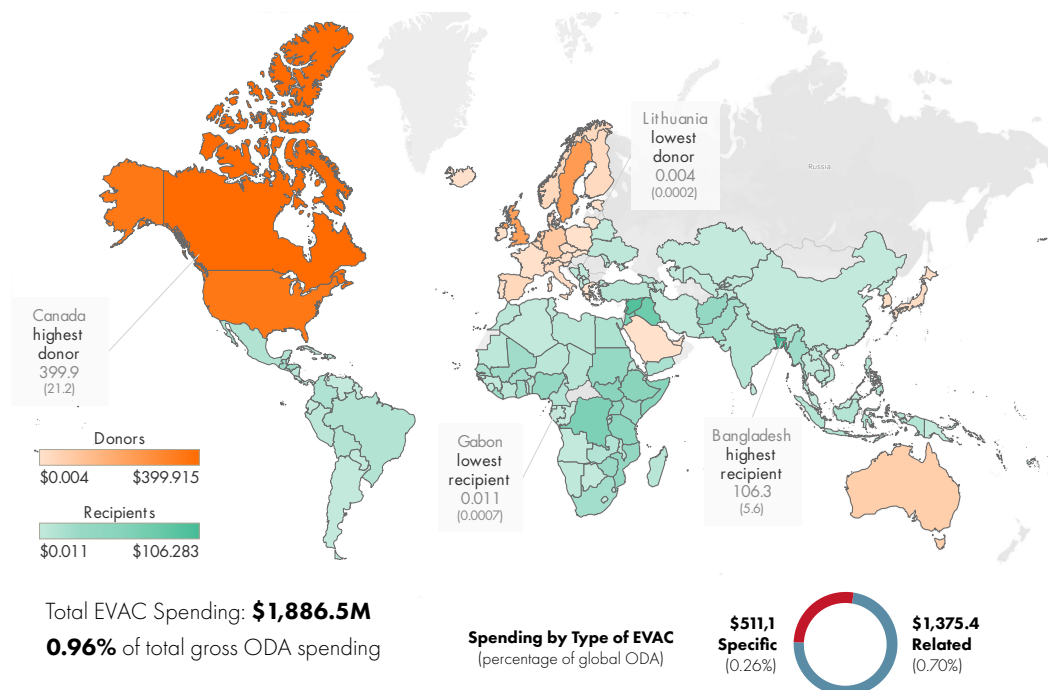 Lithuania
lowest
donor
0.004
(0.0002)
Russia
Canada
highest
donor
399.9
(21.2)
Gabon
lowest
recipient
0.011
(0.0007)
Bangladesh
highest
recipient
106.3
(5.6)
Donors
$0.004 $399.915
Recipients
$0.011 $106.283
Total EVAC Spending: $1,886.5M
0.96% of total gross ODA spending
Spending by Type of EVAC
(percentage of global ODA)
$511,1
Specific
(0.26%)
$1,375.4
Related
(0.70%)